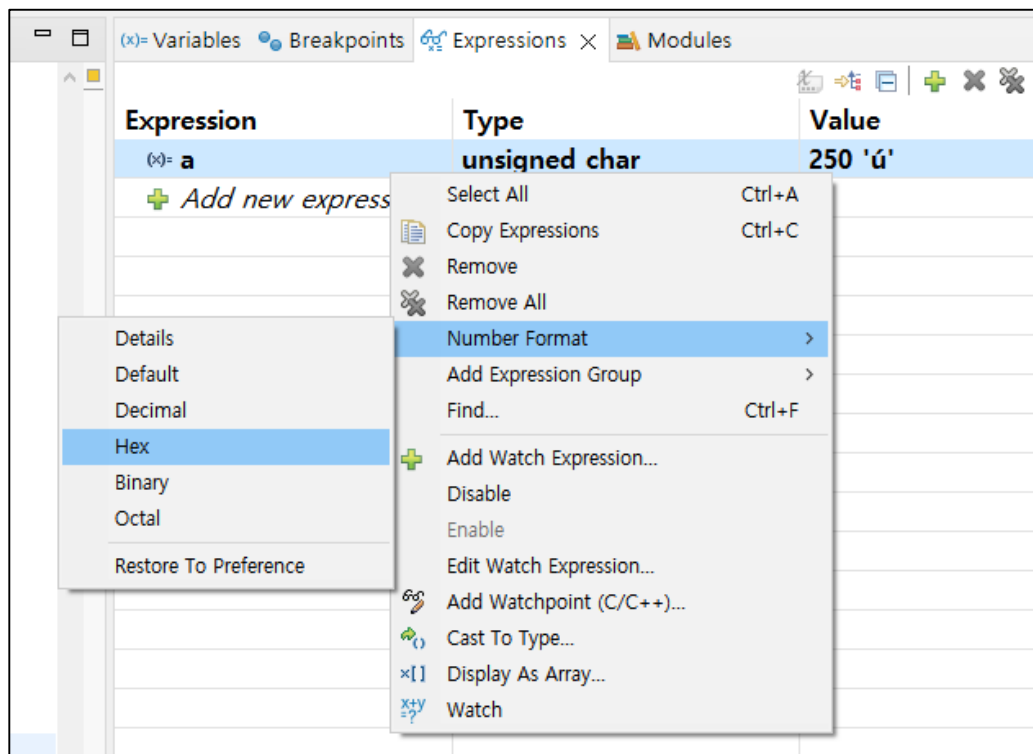 (x)= Variables Breakpoints Expressions Modules
Expression Type Value
(x)= a unsigned char 250 'ú'
Add new express
Select All Ctrl+A
Copy Expressions Ctrl+C
Remove
Remove All
Number Format
Add Expression Group
Find... Ctrl+F
Add Watch Expression...
Disable
Enable
Edit Watch Expression...
Add Watchpoint (C/C++)...
Cast To Type...
×[] Display As Array...
x+y=? Watch
Details
Default
Decimal
Hex
Binary
Octal
Restore To Preference